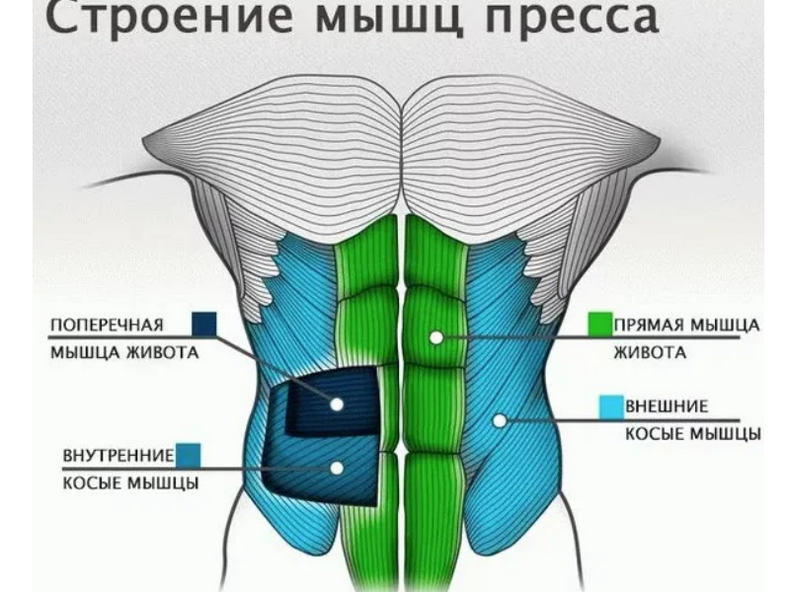 Строение мышц пресса
ПОПЕРЕЧНАЯ
МЫШЦА ЖИВОТА
ВНУТРЕННИЕ
КОСЫЕ МЫШЦЫ
ПРЯМАЯ МЫШЦА
ЖИВОТА
ВНЕШНИЕ
КОСЫЕ МЫШЦЫ